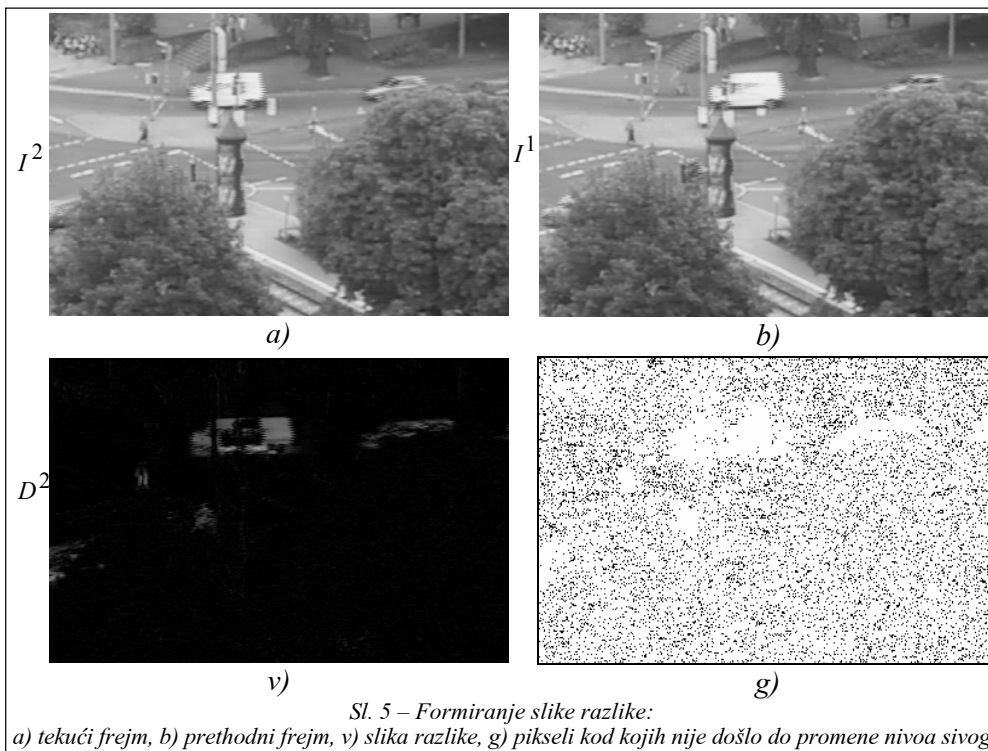 I²
I¹
a)
b)
D²
v)
g)
Sl. 5 – Formiranje slike razlike:
a) tekući frejm, b) prethodni frejm, v) slika razlike, g) pikseli kod kojih nije došlo do promene nivoa sivog